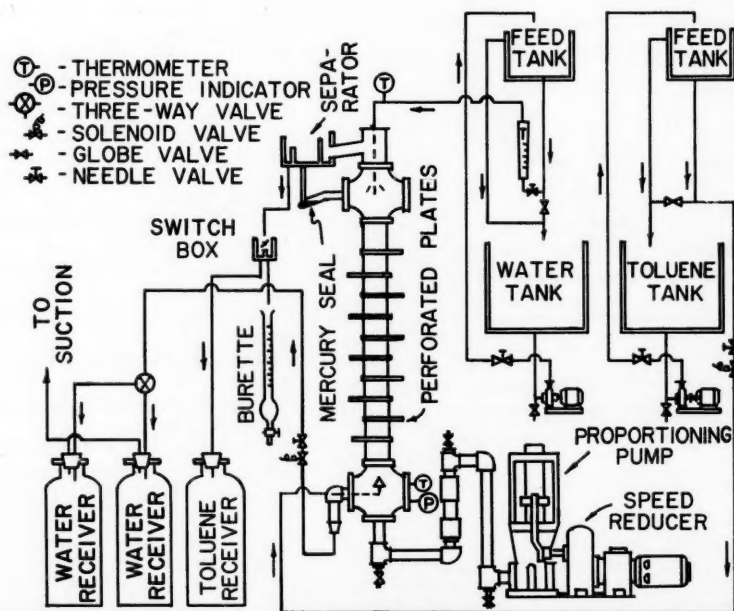 T - THERMOMETER
P - PRESSURE INDICATOR
- THREE-WAY VALVE
- SOLENOID VALVE
- GLOBE VALVE
- NEEDLE VALVE
SEPA-
RATOR
T
FEED
TANK
FEED
TANK
SWITCH
BOX
MERCURY SEAL
PERFORATED PLATES
WATER
TANK
TOLUENE
TANK
TO
SUCTION
BURETTE
PROPORTIONING
PUMP
SPEED
REDUCER
T
P
WATER
RECEIVER
WATER
RECEIVER
TOLUENE
RECEIVER